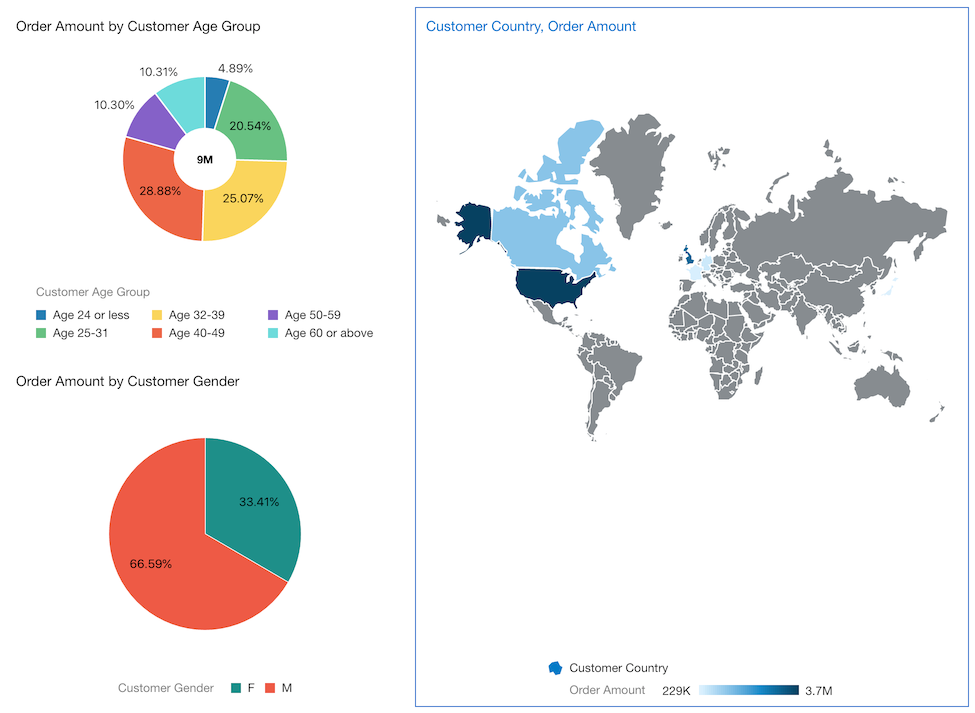 Order Amount by Customer Age Group
10.31%
4.89%
10.30%
20.54%
9M
28.88%
25.07%
Customer Age Group
Age 24 or less
Age 32-39
Age 50-59
Age 25-31
Age 40-49
Age 60 or above
Order Amount by Customer Gender
33.41%
66.59%
Customer Gender F M
Customer Country, Order Amount
Customer Country
Order Amount 229K 3.7M